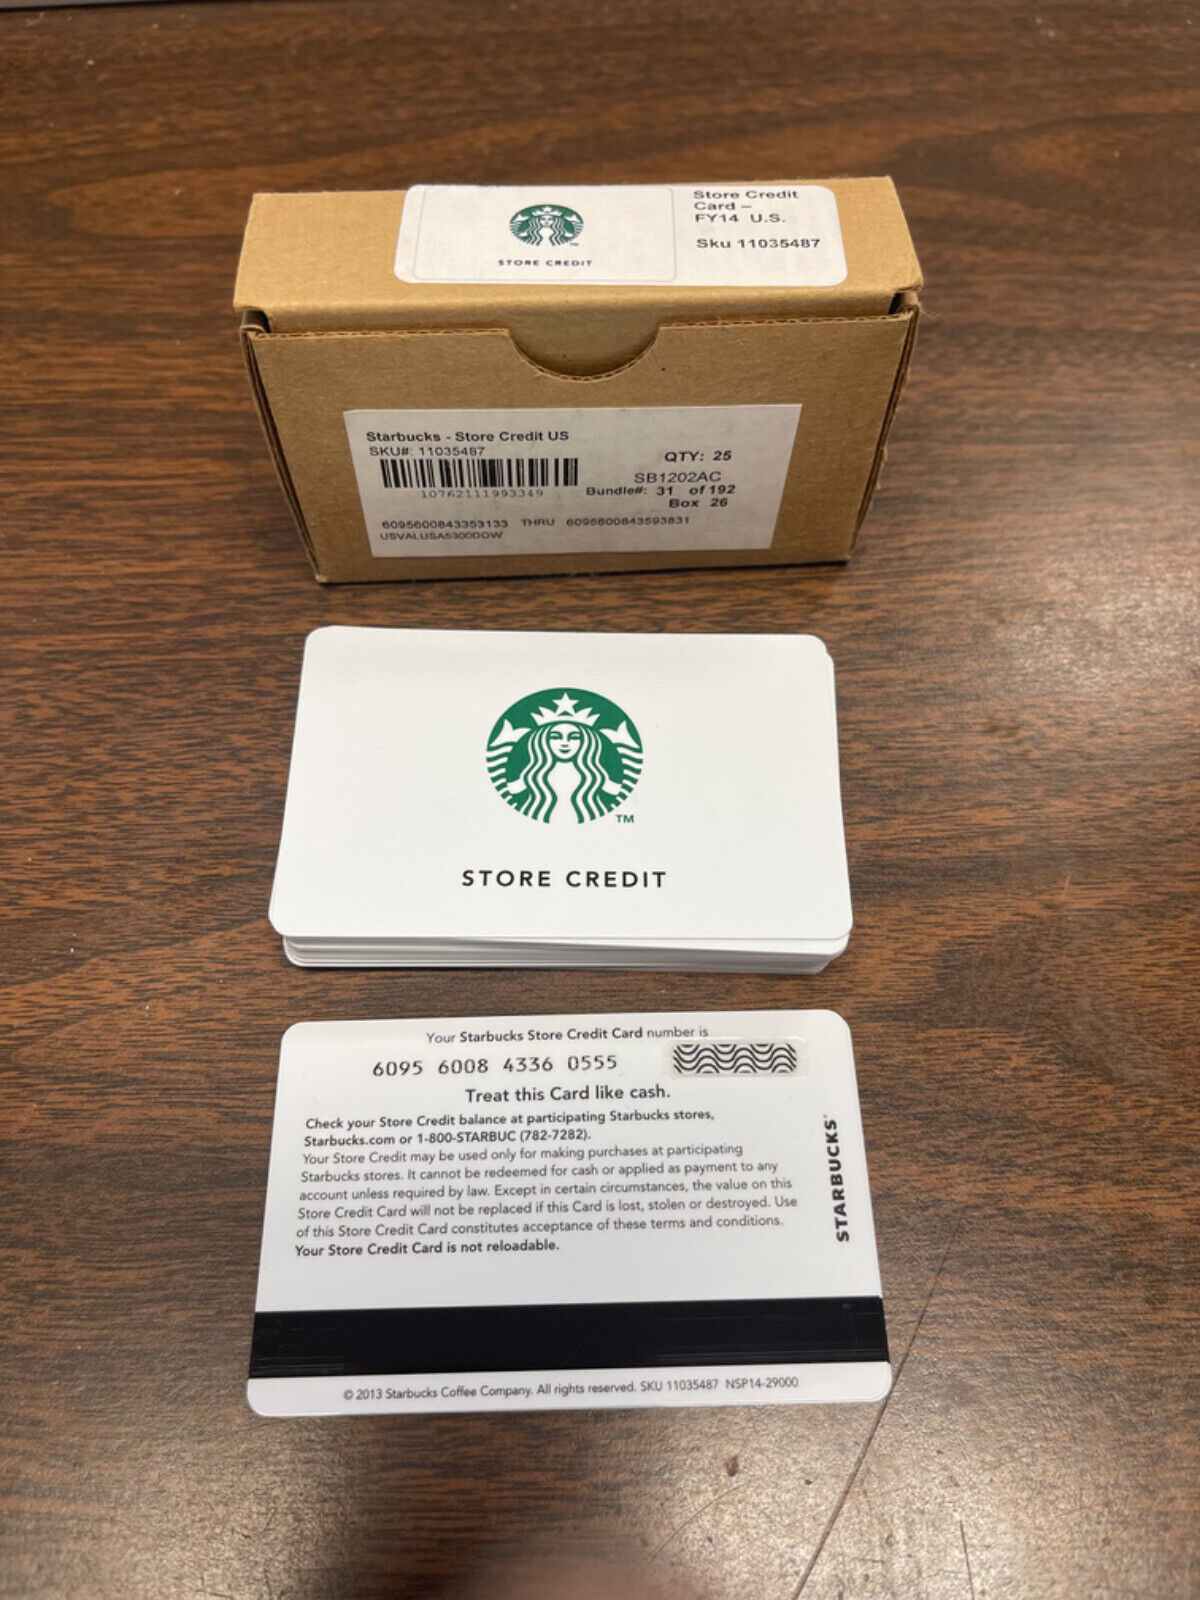 Store Credit
Card –
FY14 U.S.
Sku 11035487
TM
STORE CREDIT
Starbucks - Store Credit US
SKU#: 11035487
QTY: 25
10762111993349
SB1202AC
Bundle#: 31 of 192
Box 26
6095600843353133 THRU 6095600843593831
USVALUSA5300DOW
TM
STORE CREDIT
Your Starbucks Store Credit Card number is
6095 6008 4336 0555
Treat this Card like cash.
Check your Store Credit balance at participating Starbucks stores,
Starbucks.com or 1-800-STARBUC (782-7282).
Your Store Credit may be used only for making purchases at participating
Starbucks stores. It cannot be redeemed for cash or applied as payment to any
account unless required by law. Except in certain circumstances, the value on this
Store Credit Card will not be replaced if this Card is lost, stolen or destroyed. Use
of this Store Credit Card constitutes acceptance of these terms and conditions.
Your Store Credit Card is not reloadable.
STARBUCKS®
© 2013 Starbucks Coffee Company. All rights reserved. SKU 11035487 NSP14-29000